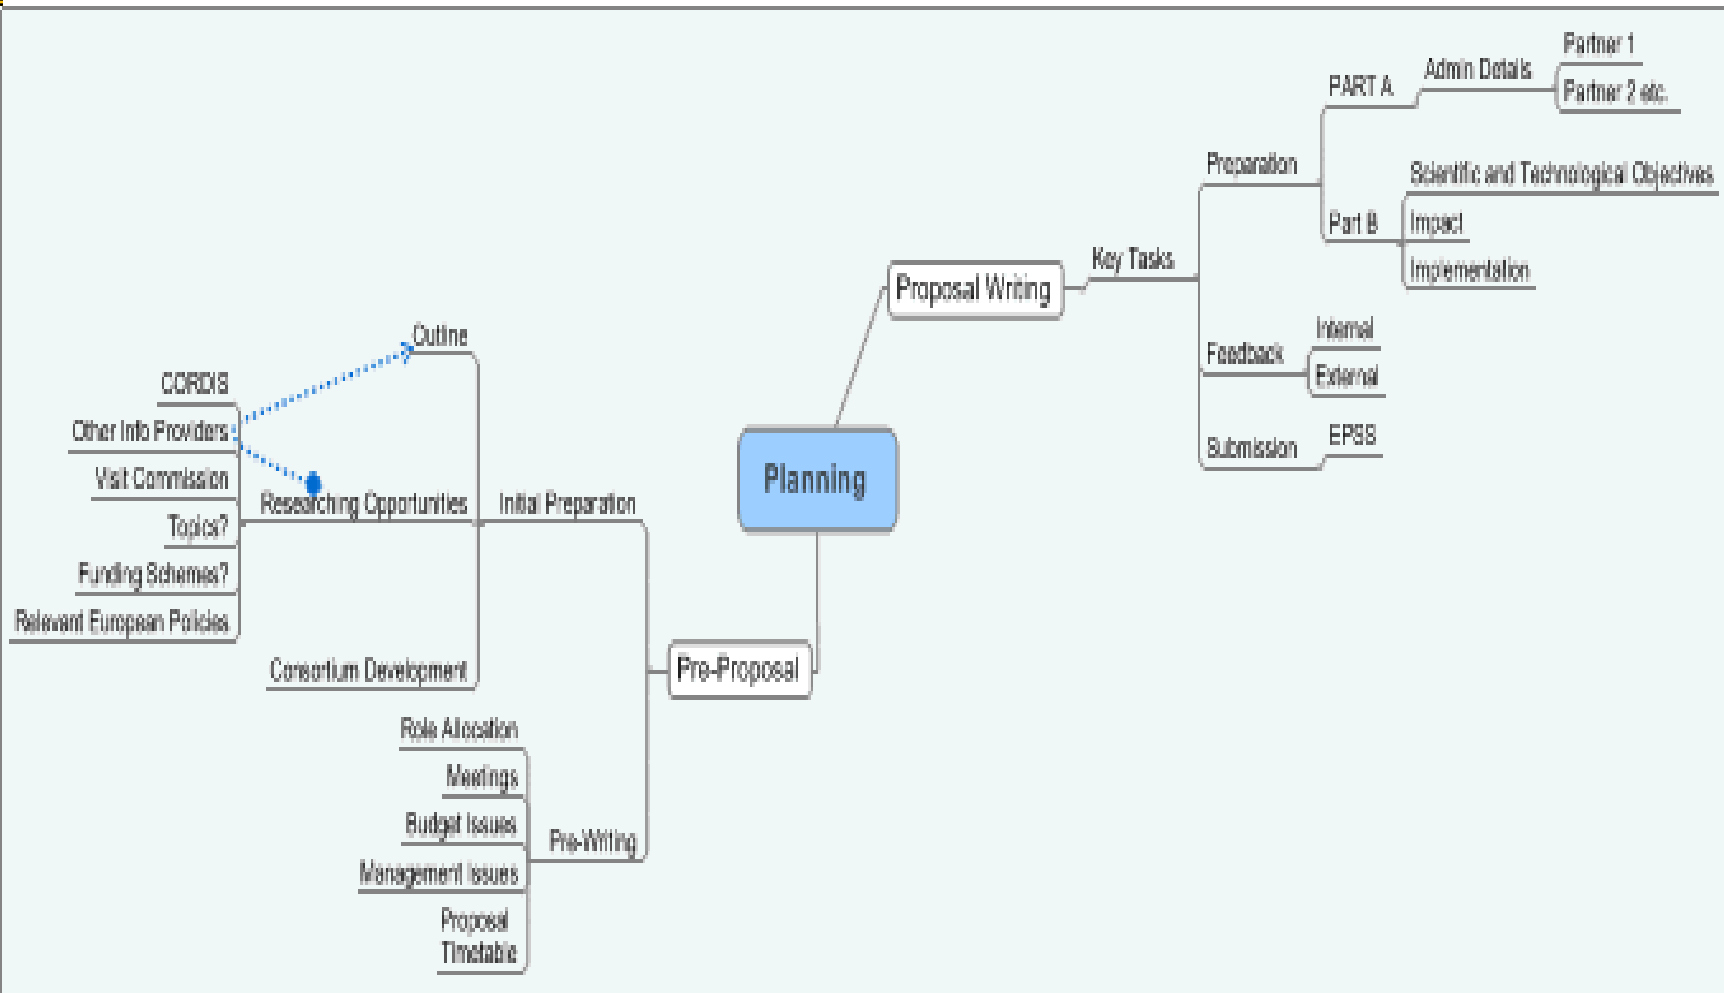 Partner 1
Admin Details
PART A
Partner 2 etc.
Preparation
Scientific and Technological Objectives
Part B
Impact
Key Tasks
Implementation
Proposal Writing
Internal
Feedback
External
EPSS
Submission
Planning
Outline
CORDIS
Other Info Providers
Visit Commission
Researching Opportunities
Initial Preparation
Topics?
Funding Schemes?
Relevant European Policies
Consortium Development
Pre-Proposal
Role Allocation
Meetings
Budget Issues
Pre-Writing
Management Issues
Proposal
Timetable